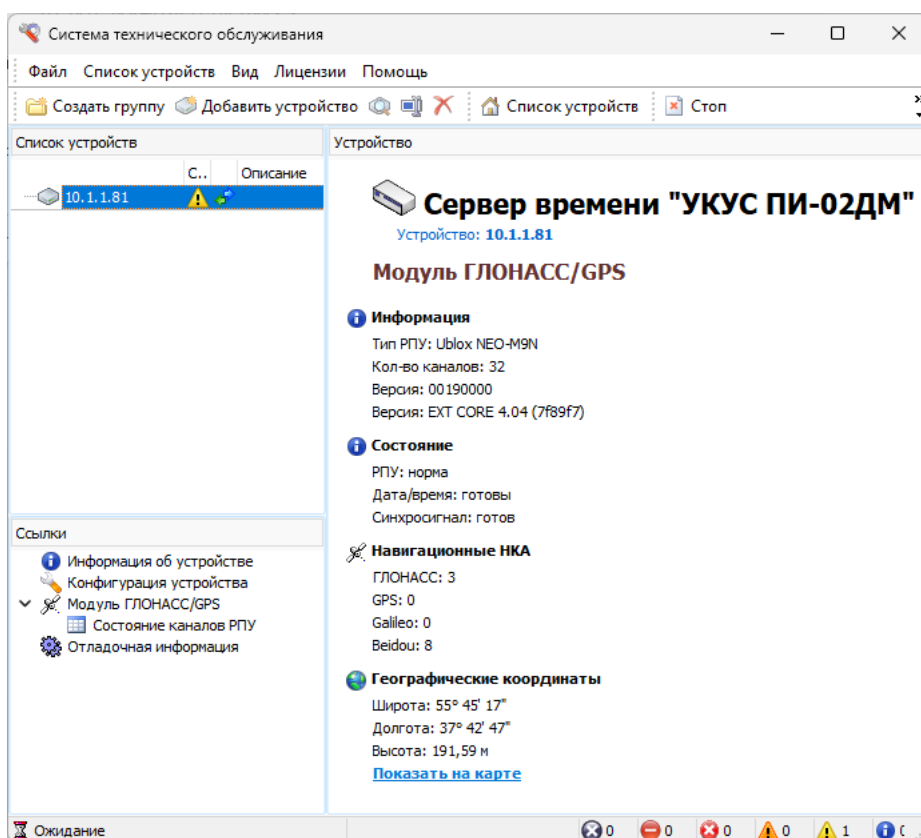 Система технического обслуживания
Файл Список устройств Вид Лицензии Помощь
Создать группу Добавить устройство Список устройств Стоп
Список устройств
С.. Описание
10.1.1.81
Ссылки
Информация об устройстве
Конфигурация устройства
Модуль ГЛОНАСС/GPS
Состояние каналов РПУ
Отладочная информация
Устройство
Сервер времени "УКУС ПИ-02ДМ"
Устройство: 10.1.1.81
Модуль ГЛОНАСС/GPS
Информация
Тип РПУ: Ublox NEO-M9N
Кол-во каналов: 32
Версия: 00190000
Версия: EXT CORE 4.04 (7f89f7)
Состояние
РПУ: норма
Дата/время: готовы
Синхросигнал: готов
Навигационные НКА
ГЛОНАСС: 3
GPS: 0
Galileo: 0
Beidou: 8
Географические координаты
Широта: 55° 45' 17"
Долгота: 37° 42' 47"
Высота: 191,59 м
Показать на карте
Ожидание 0 0 0 0 1